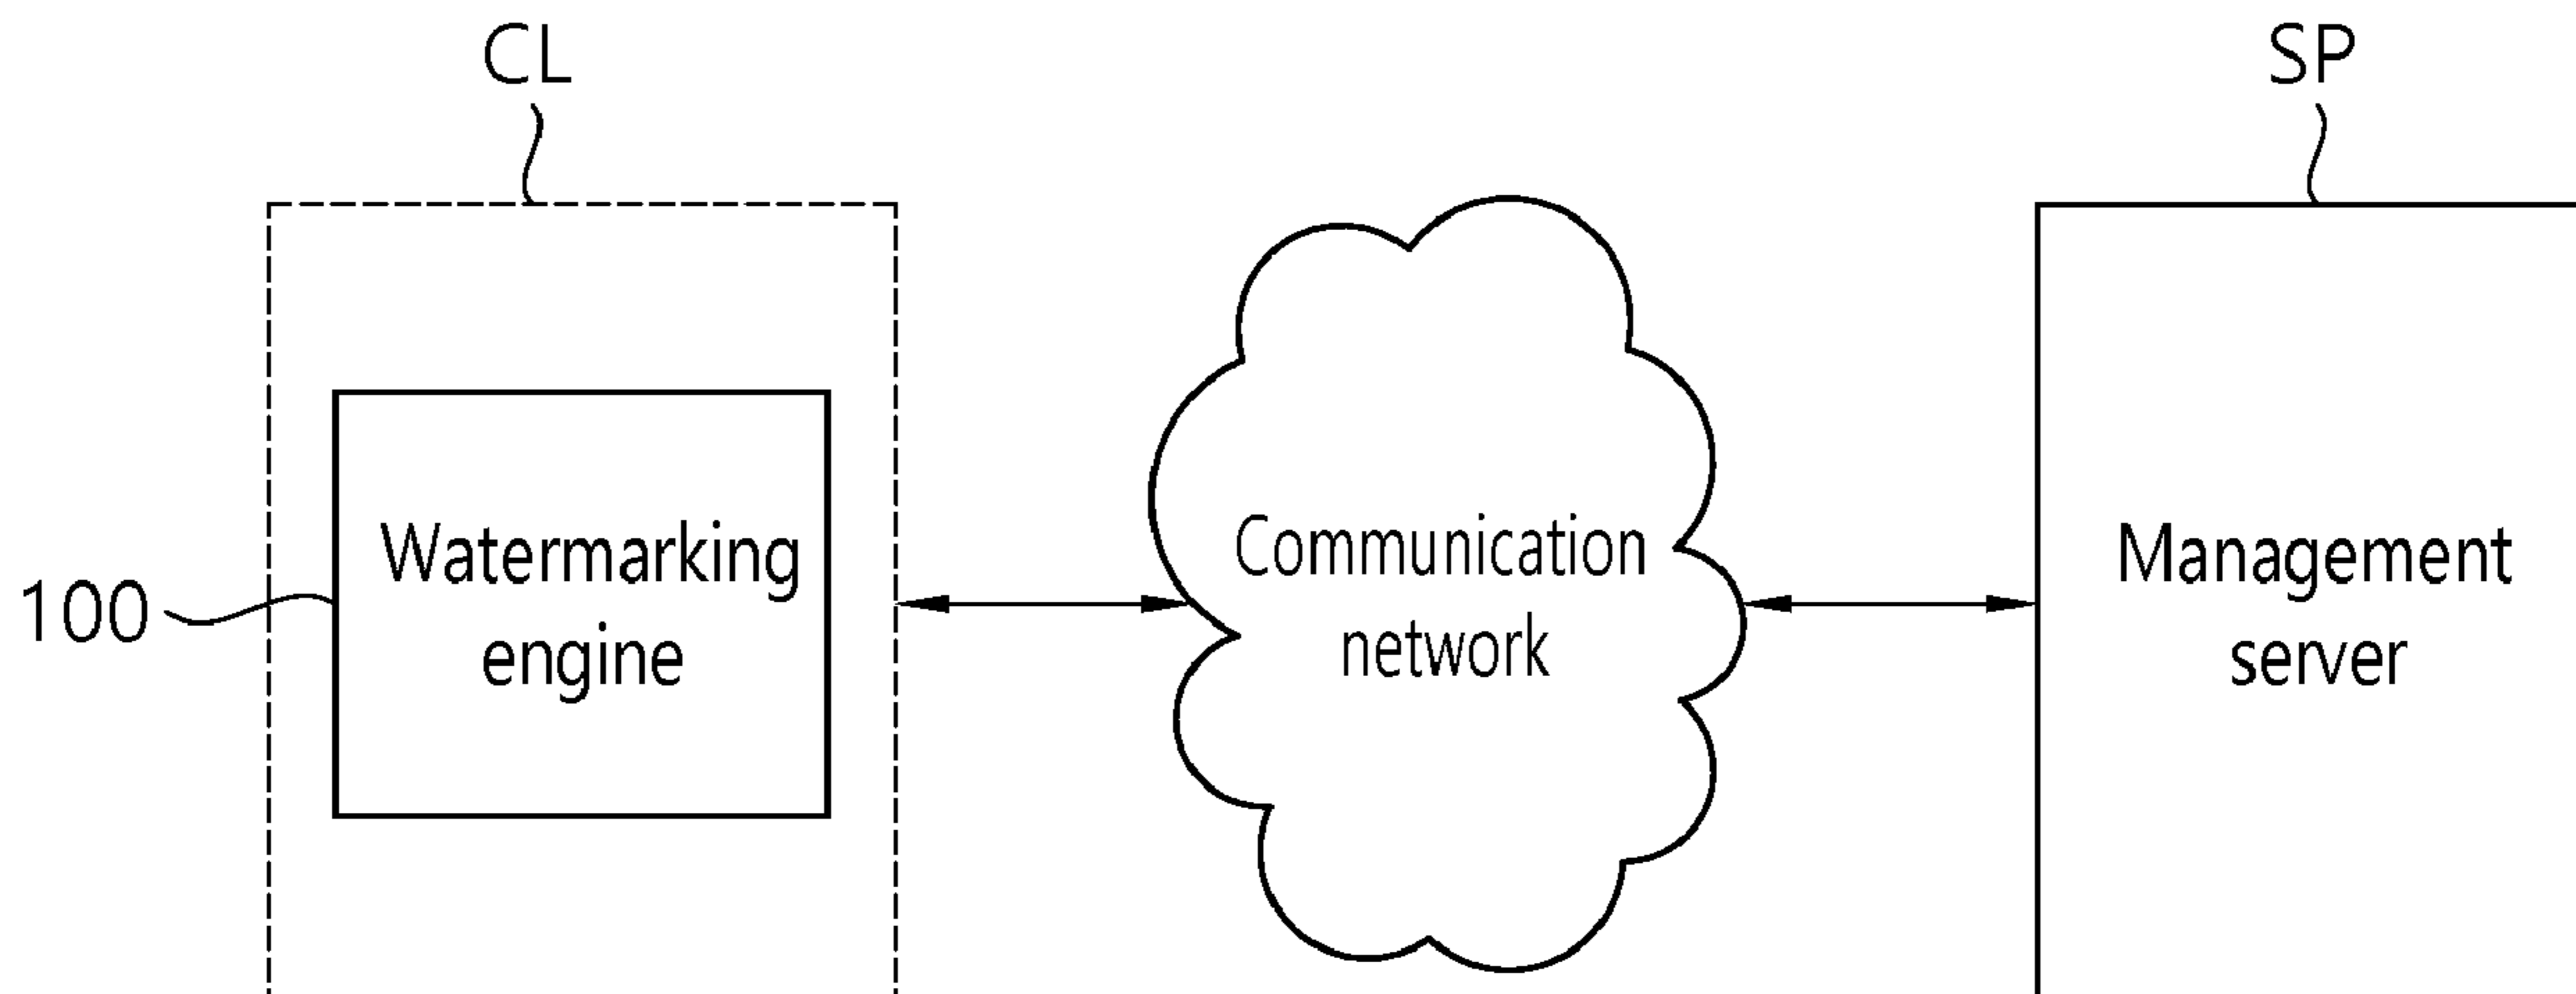 CL
SP
100
Watermarking
engine
Communication
network
Management
server